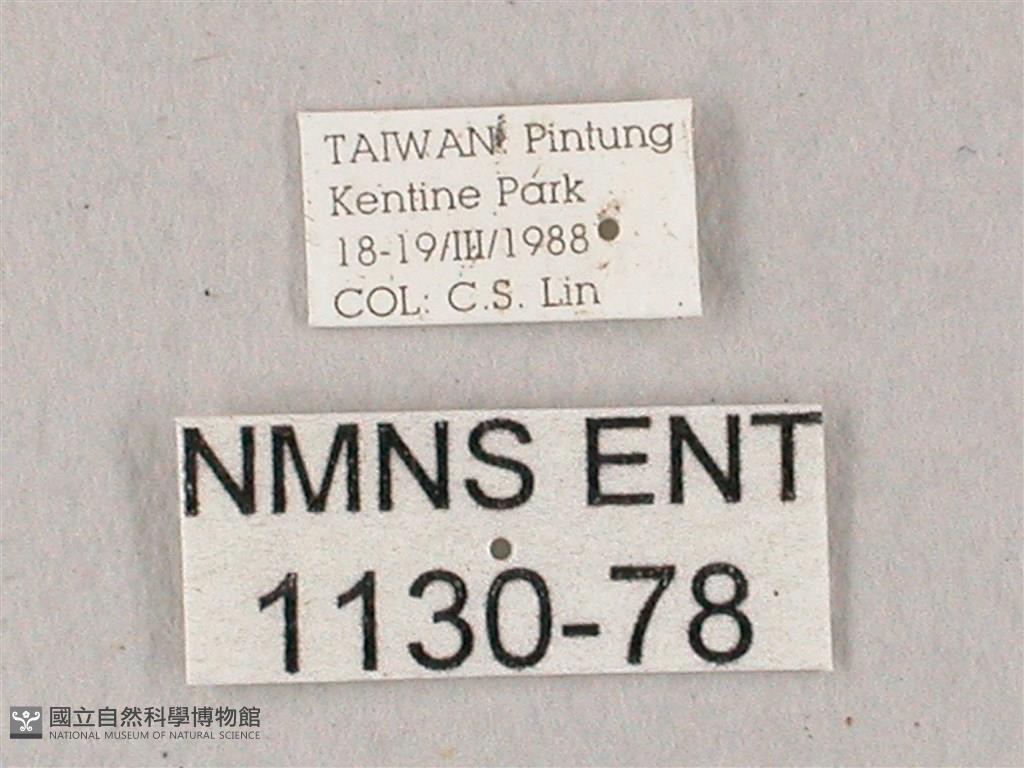 TAIWAN: Pintung
Kentine Park
18-19/III/1988
COL: C.S. Lin
NMNS ENT
1130-78
國立自然科學博物館
NATIONAL MUSEUM OF NATURAL SCIENCE